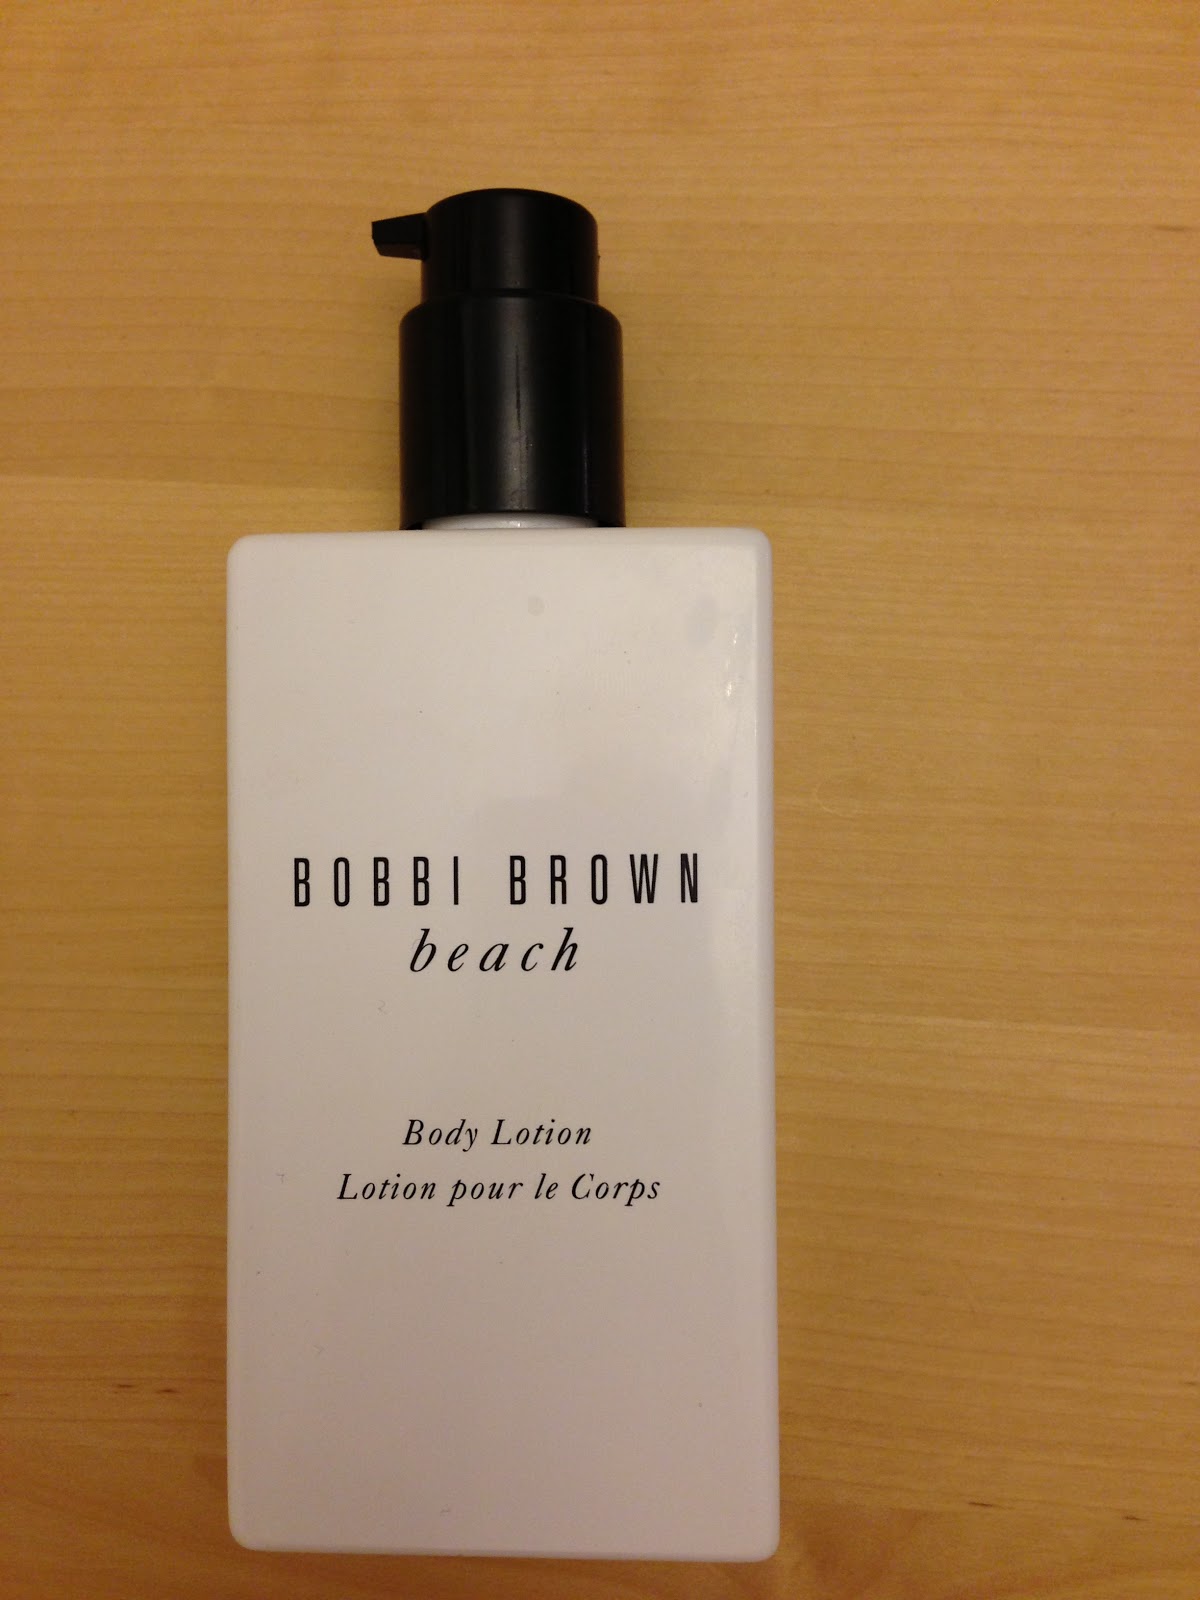 BOBBI BROWN
beach
Body Lotion
Lotion pour le Corps